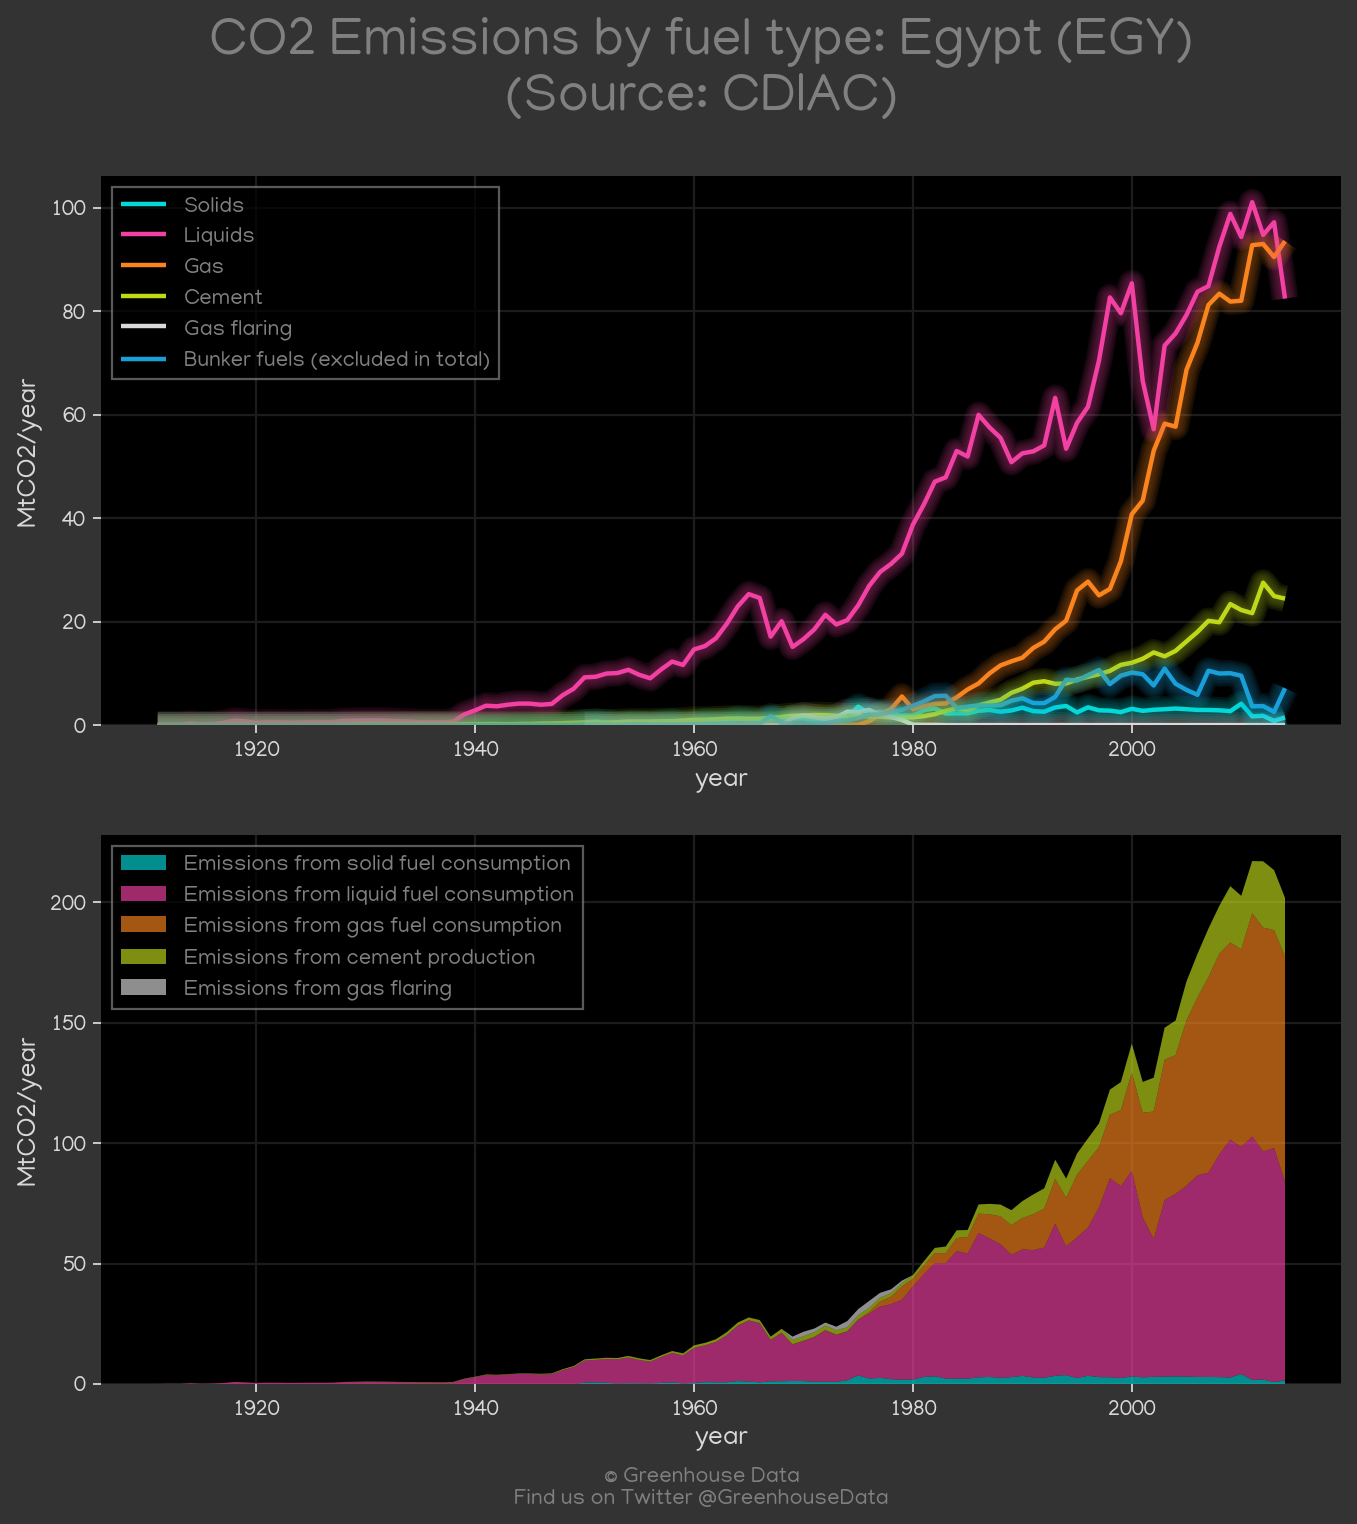 CO2 Emissions by fuel type: Egypt (EGY)
(Source: CDIAC)
Solids
Liquids
Gas
Cement
Gas flaring
Bunker fuels (excluded in total)
MtCO2/year
100
80
60
40
20
0
1920 1940 1960 1980 2000
year
Emissions from solid fuel consumption
Emissions from liquid fuel consumption
Emissions from gas fuel consumption
Emissions from cement production
Emissions from gas flaring
MtCO2/year
200
150
100
50
0
1920 1940 1960 1980 2000
year
© Greenhouse Data
Find us on Twitter @GreenhouseData